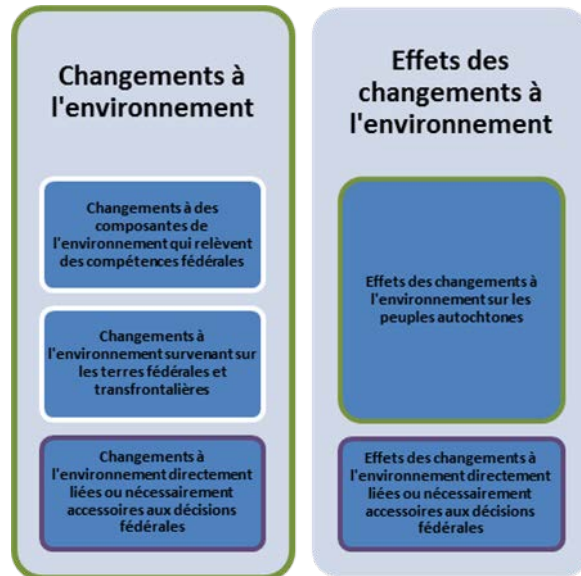 Changements à
l'environnement
Changements à des
composantes de
l'environnement qui relèvent
des compétences fédérales
Changements à
l'environnement survenant sur
les terres fédérales et
transfrontalières
Changements à
l'environnement directement
liées ou nécessairement
accessoires aux décisions
fédérales
Effets des
changements à
l'environnement
Effets des changements à
l'environnement sur les
peuples autochtones
Effets des changements à
l'environnement directement
liées ou nécessairement
accessoires aux décisions
fédérales